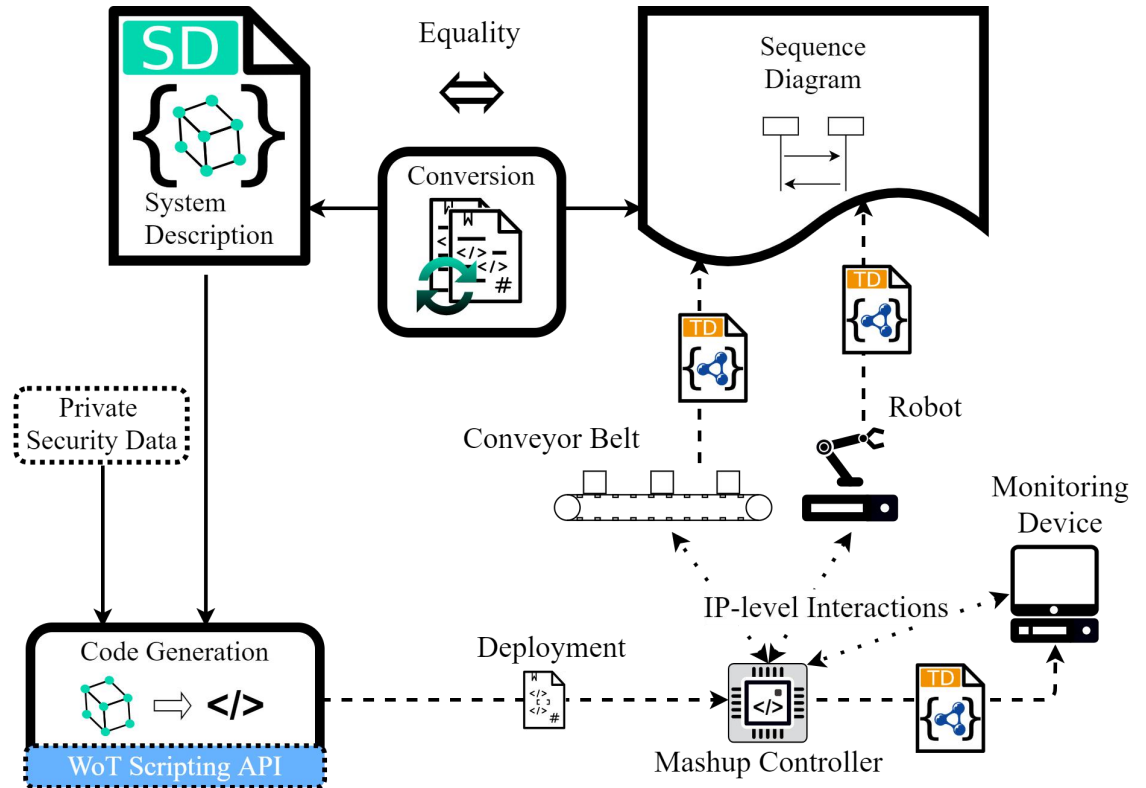 SD
System
Description
Equality
Conversion
W
W
</>
</>
#
Sequence
Diagram
TD
TD
Private
Security Data
Conveyor Belt
Robot
Monitoring
Device
IP-level Interactions
Code Generation
</>
WoT Scripting API
Deployment
W
</>
</>
#
</>
Mashup Controller
TD